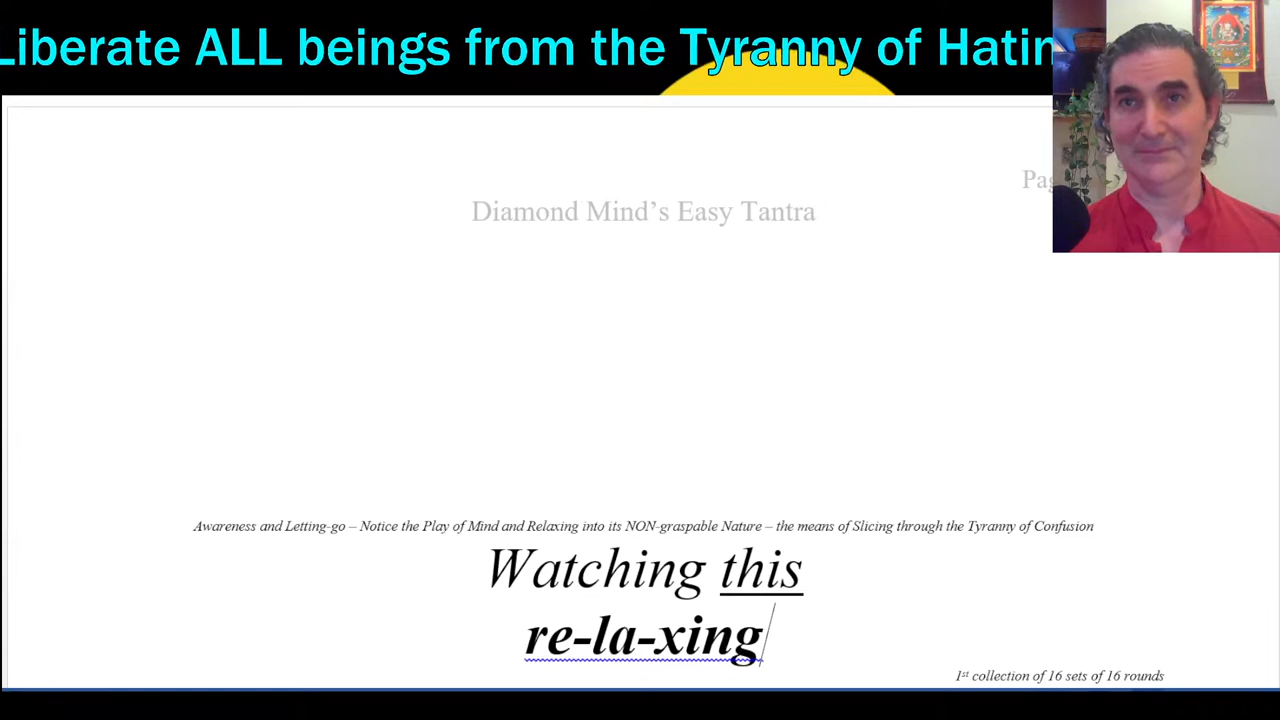 Liberate ALL beings from the Tyranny of
Diamond Mind’s Easy Tantra
Awareness and Letting-go – Notice the Play of Mind and Relaxing into its NON-graspable Nature – the means of Slicing through the Tyranny of Confusion
Watching this
re-la-xing
1st collection of 16 sets of 16 rounds